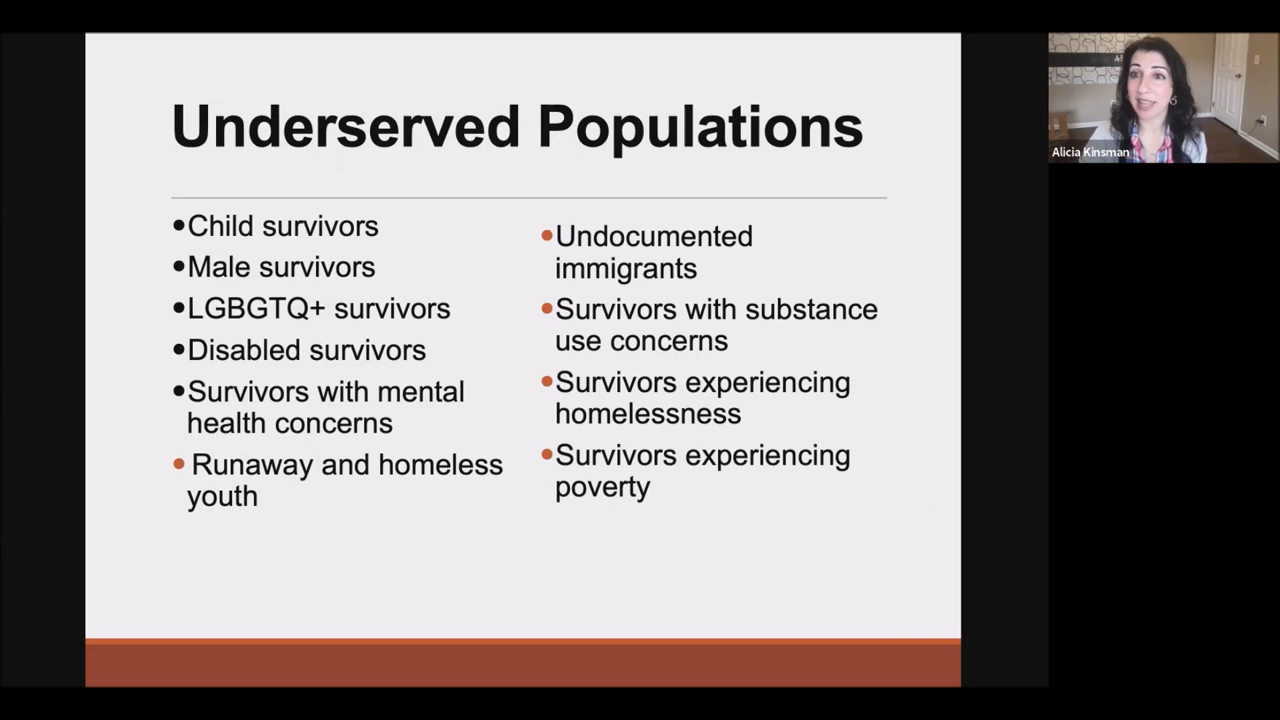 Underserved Populations
•Child survivors
•Male survivors
•LGBGTQ+ survivors
•Disabled survivors
•Survivors with mental
health concerns
• Runaway and homeless
youth
•Undocumented
immigrants
•Survivors with substance
use concerns
•Survivors experiencing
homelessness
•Survivors experiencing
poverty
Alicia Kinsman